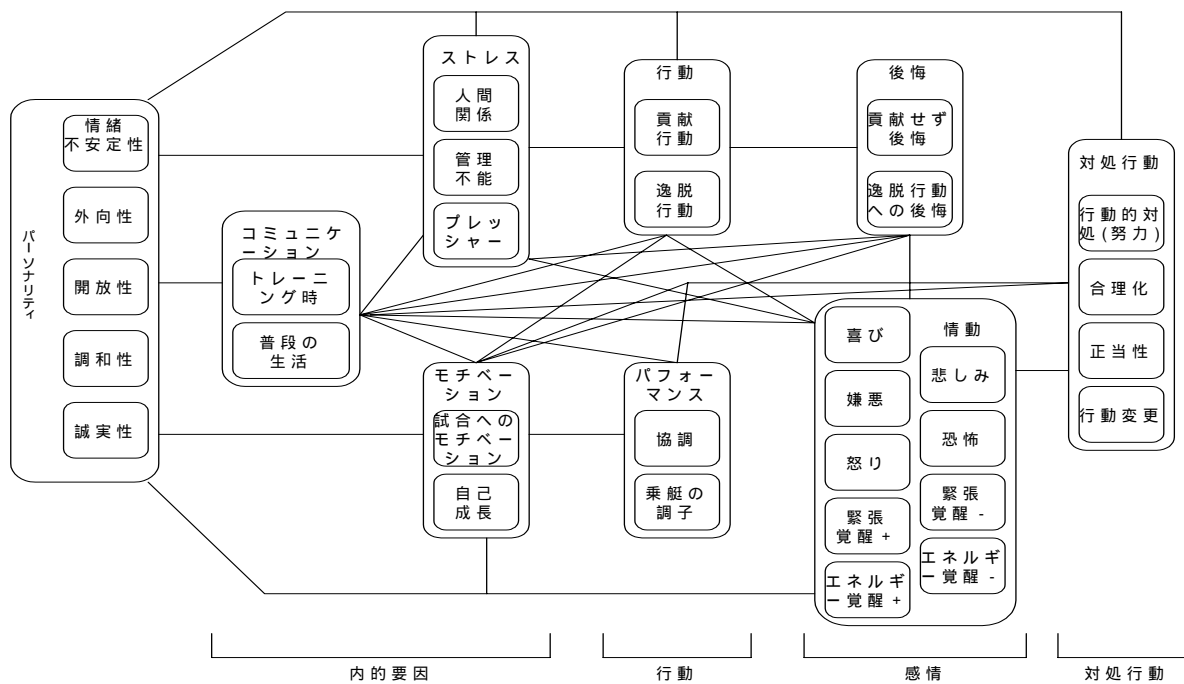 パーソナリティ
情緒
不安定性
外向性
開放性
調和性
誠実性
コミュニケ
ーション
トレーニ
ング時
普段の
生活
ストレス
人間
関係
管理
不能
プレッ
シャー
モチベー
ション
試合への
モチベー
ション
自己
成長
行動
貢献
行動
逸脱
行動
パフォー
マンス
協調
乗艇の
調子
後悔
貢献せず
後悔
逸脱行動
への後悔
情動
喜び
嫌悪
怒り
緊張
覚醒+
エネルギ
ー覚醒+
悲しみ
恐怖
緊張
覚醒-
エネルギ
ー覚醒-
対処行動
行動的対
処(努力)
合理化
正当性
行動変更
内的要因
行動
感情
対処行動